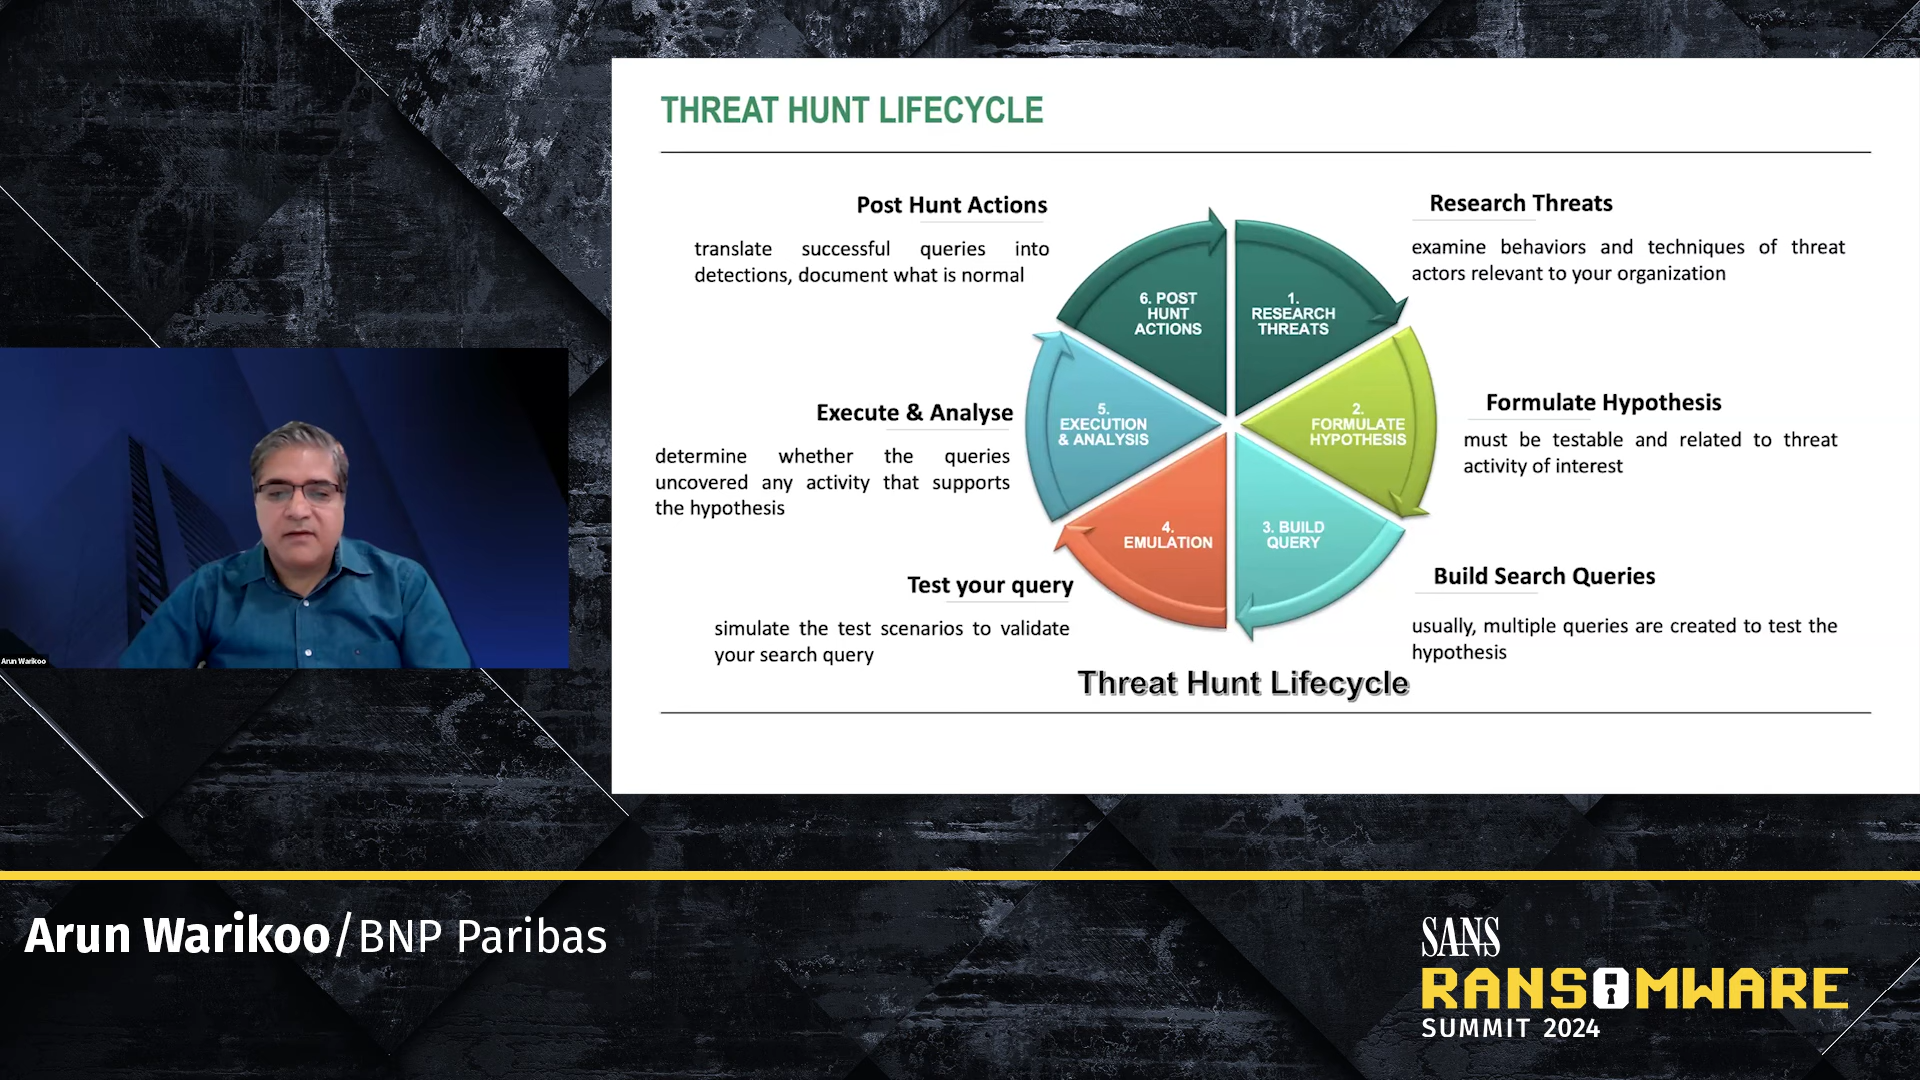 THREAT HUNT LIFECYCLE
Post Hunt Actions
translate successful queries into
detections, document what is normal
Research Threats
examine behaviors and techniques of threat
actors relevant to your organization
6. POST
HUNT
ACTIONS
1.
RESEARCH
THREATS
Execute & Analyse
determine whether the queries
uncovered any activity that supports
the hypothesis
5.
EXECUTION
& ANALYSIS
2.
FORMULATE
HYPOTHESIS
Formulate Hypothesis
must be testable and related to threat
activity of interest
4.
EMULATION
3. BUILD
QUERY
Test your query
simulate the test scenarios to validate
your search query
Build Search Queries
usually, multiple queries are created to test the
hypothesis
Threat Hunt Lifecycle
Arun Warikoo
Arun Warikoo/BNP Paribas
SANS
RANSOMWARE
SUMMIT 2024